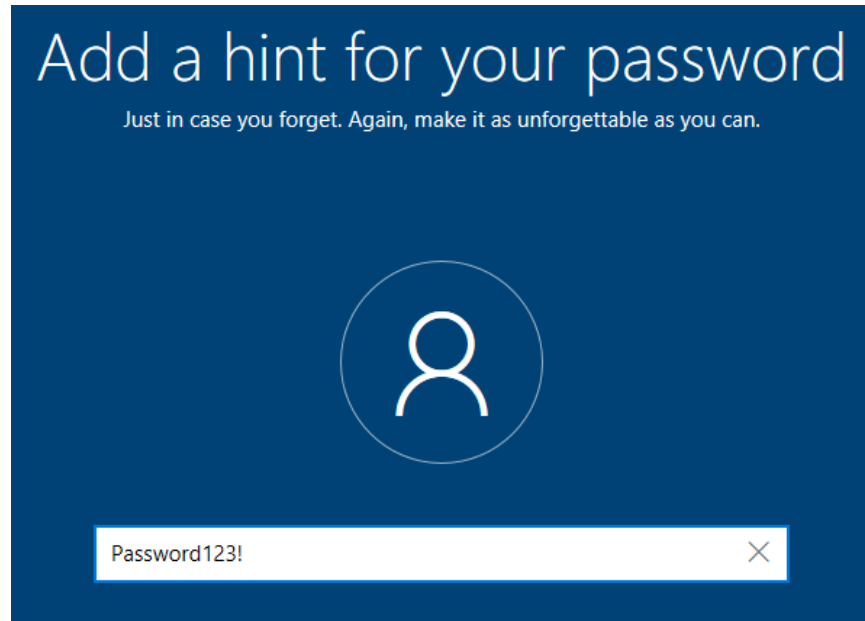 Add a hint for your password
Just in case you forget. Again, make it as unforgettable as you can.
Password123!